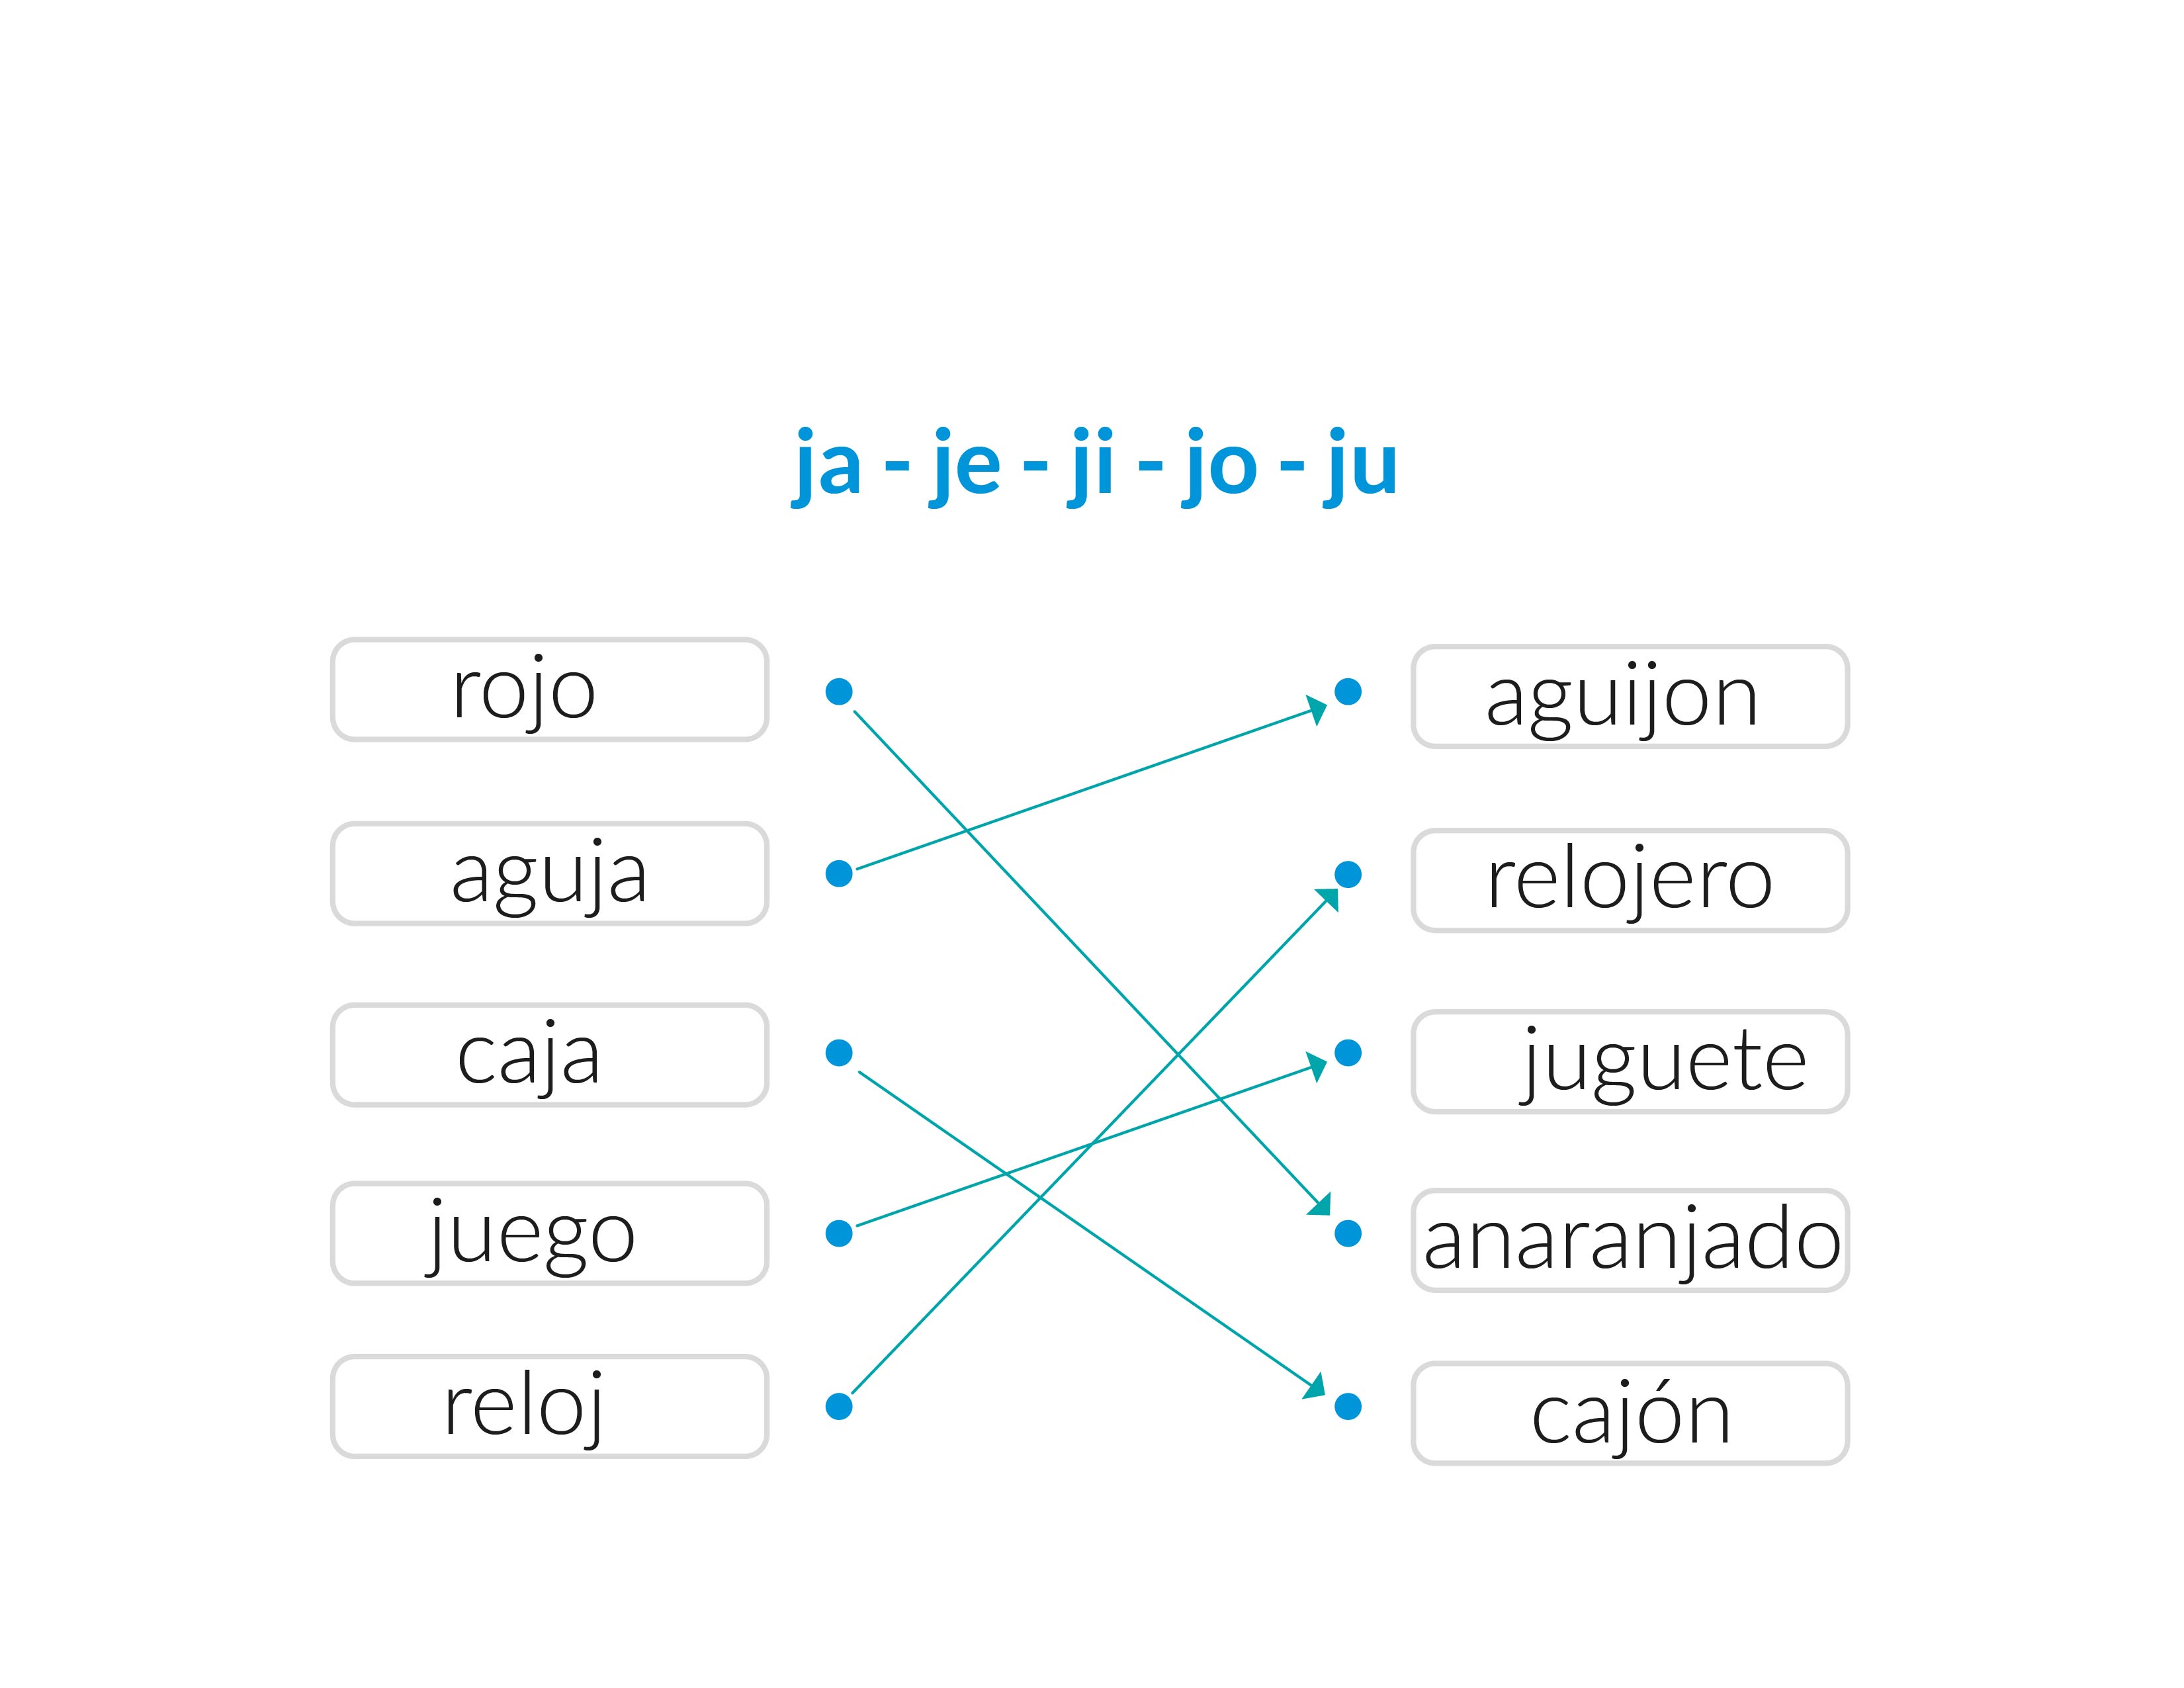 ja - je - ji - jo - ju
rojo
aguja
caja
juego
reloj
aguijon
relojero
juguete
anaranjado
cajón